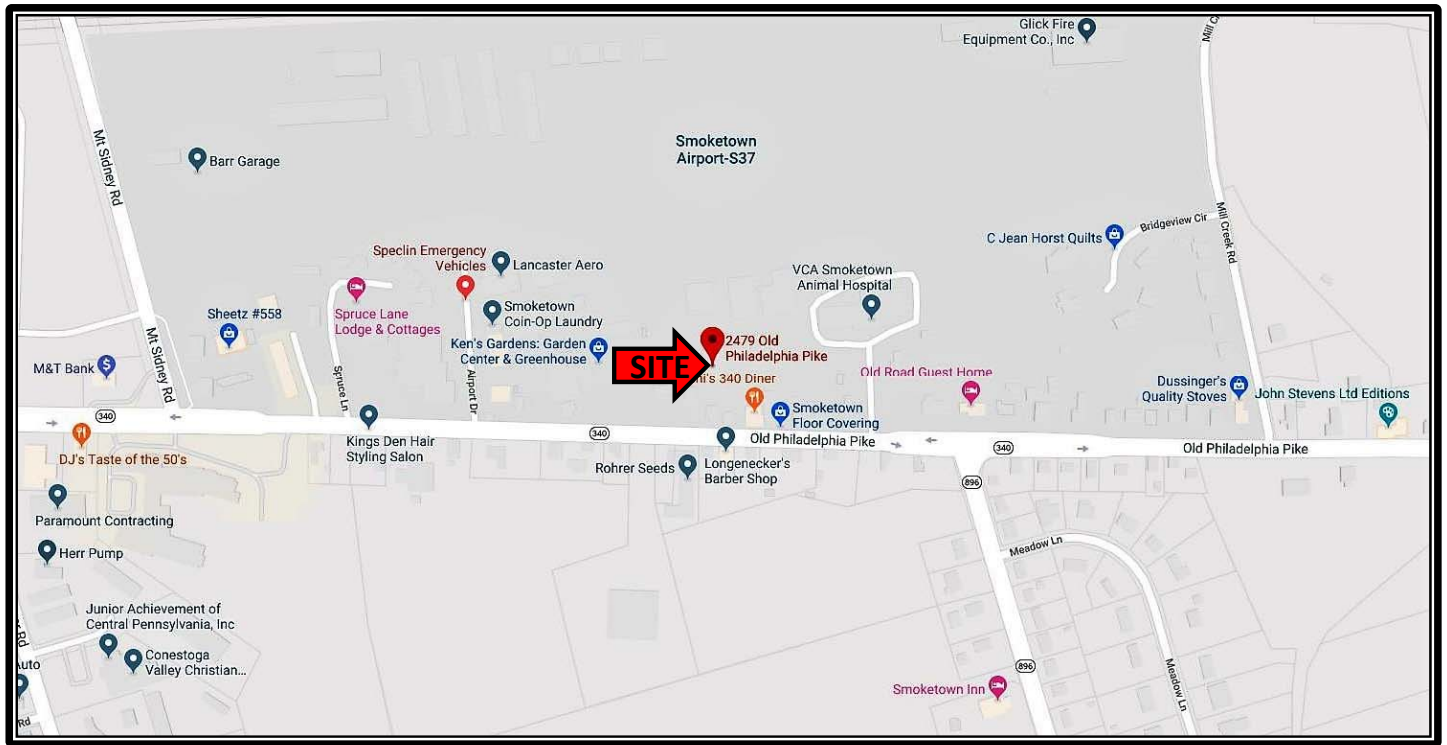 Glick Fire
Equipment Co., Inc
Mt Sidney Rd
Smoketown
Airport-S37
Barr Garage
Mill Creek Rd
Bridgeview Cir
C Jean Horst Quilts
Speclin Emergency
Vehicles
Lancaster Aero
VCA Smoketown
Animal Hospital
Spruce Lane
Lodge & Cottages
Smoketown
Coin-Op Laundry
Sheetz #558
Mt Sidney Rd
Ken's Gardens: Garden
Center & Greenhouse
SITE
2479 Old
Philadelphia Pike
340 Diner
M&T Bank
Spruce Ln
Airport Dr
Old Road Guest Home
Dussinger's
Quality Stoves
John Stevens Ltd Editions
Smoketown
Floor Covering
340
340
Old Philadelphia Pike
340
Old Philadelphia Pike
DJ's Taste of the 50's
Kings Den Hair
Styling Salon
Rohrer Seeds
Longenecker's
Barber Shop
896
Paramount Contracting
Herr Pump
Meadow Ln
Junior Achievement of
Central Pennsylvania, Inc
Conestoga
Valley Christian...
Rd
896
Meadow Ln
Smoketown Inn
Rd